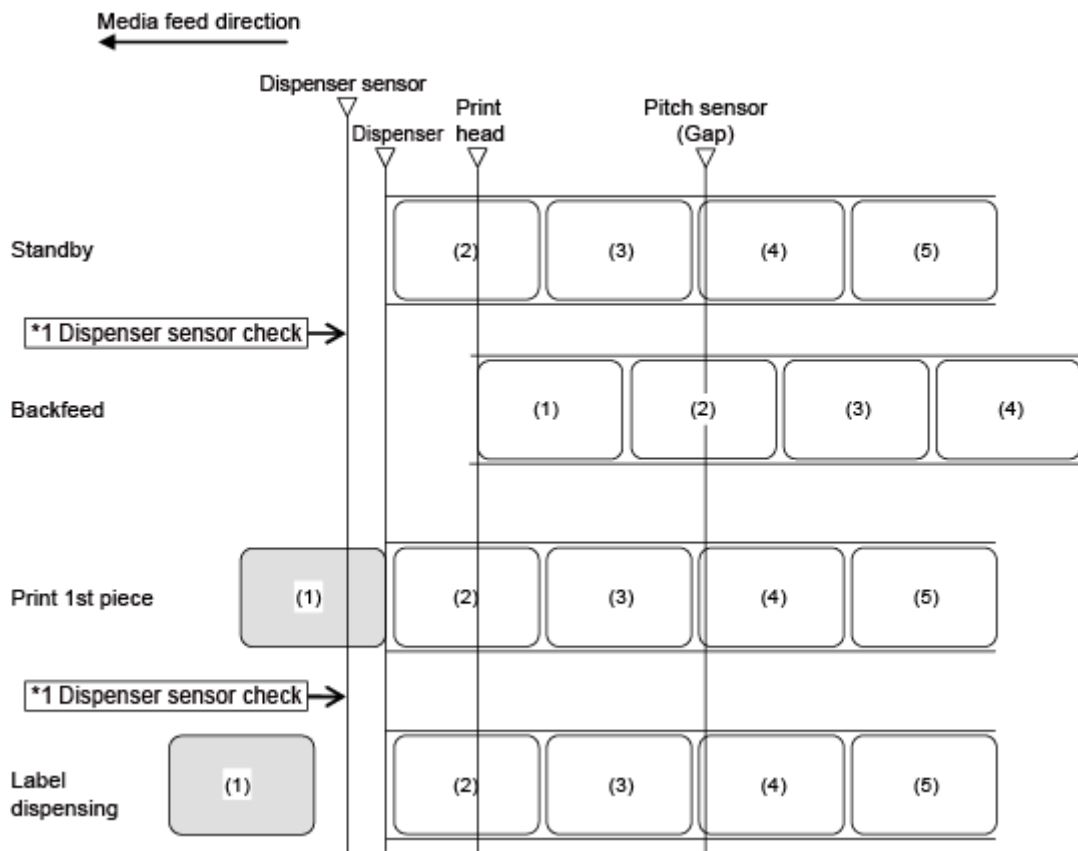 Media feed direction
Dispenser sensor
Dispenser
Print
head
Pitch sensor
(Gap)
Standby
(2)
(3)
(4)
(5)
*1 Dispenser sensor check
Backfeed
(1)
(2)
(3)
(4)
Print 1st piece
(1)
(2)
(3)
(4)
(5)
*1 Dispenser sensor check
Label
dispensing
(1)
(2)
(3)
(4)
(5)